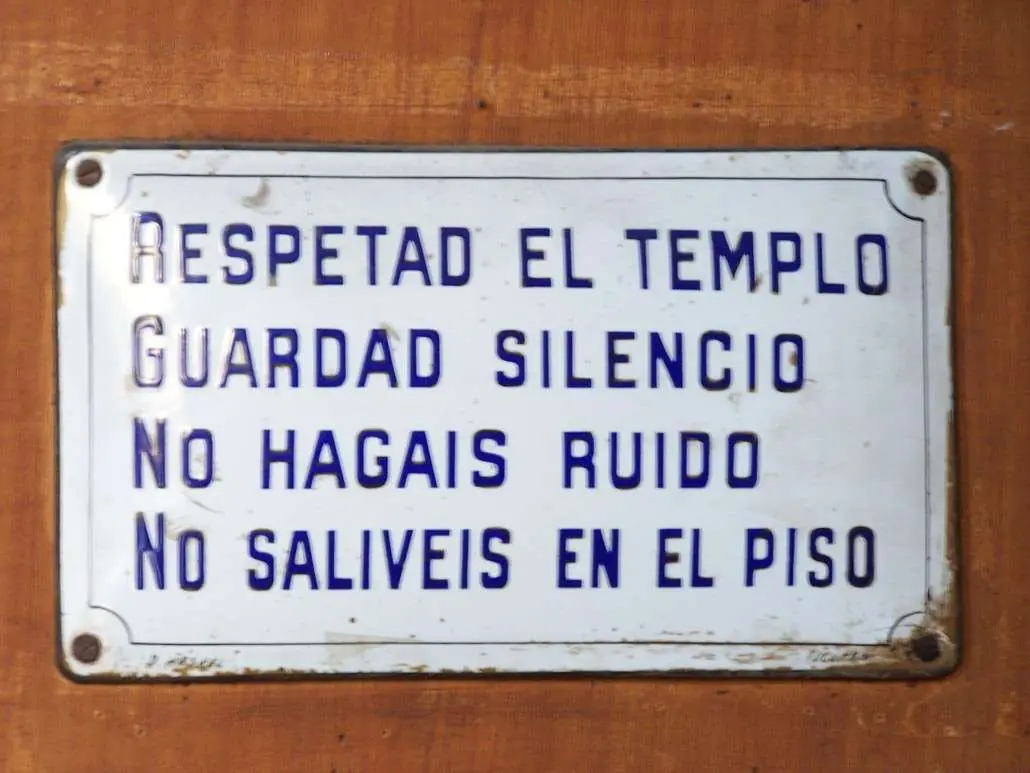 RESPETAD EL TEMPLO
GUARDAD SILENCIO
NO HAGAIS RUIDO
NO SALIVEIS EN EL PISO